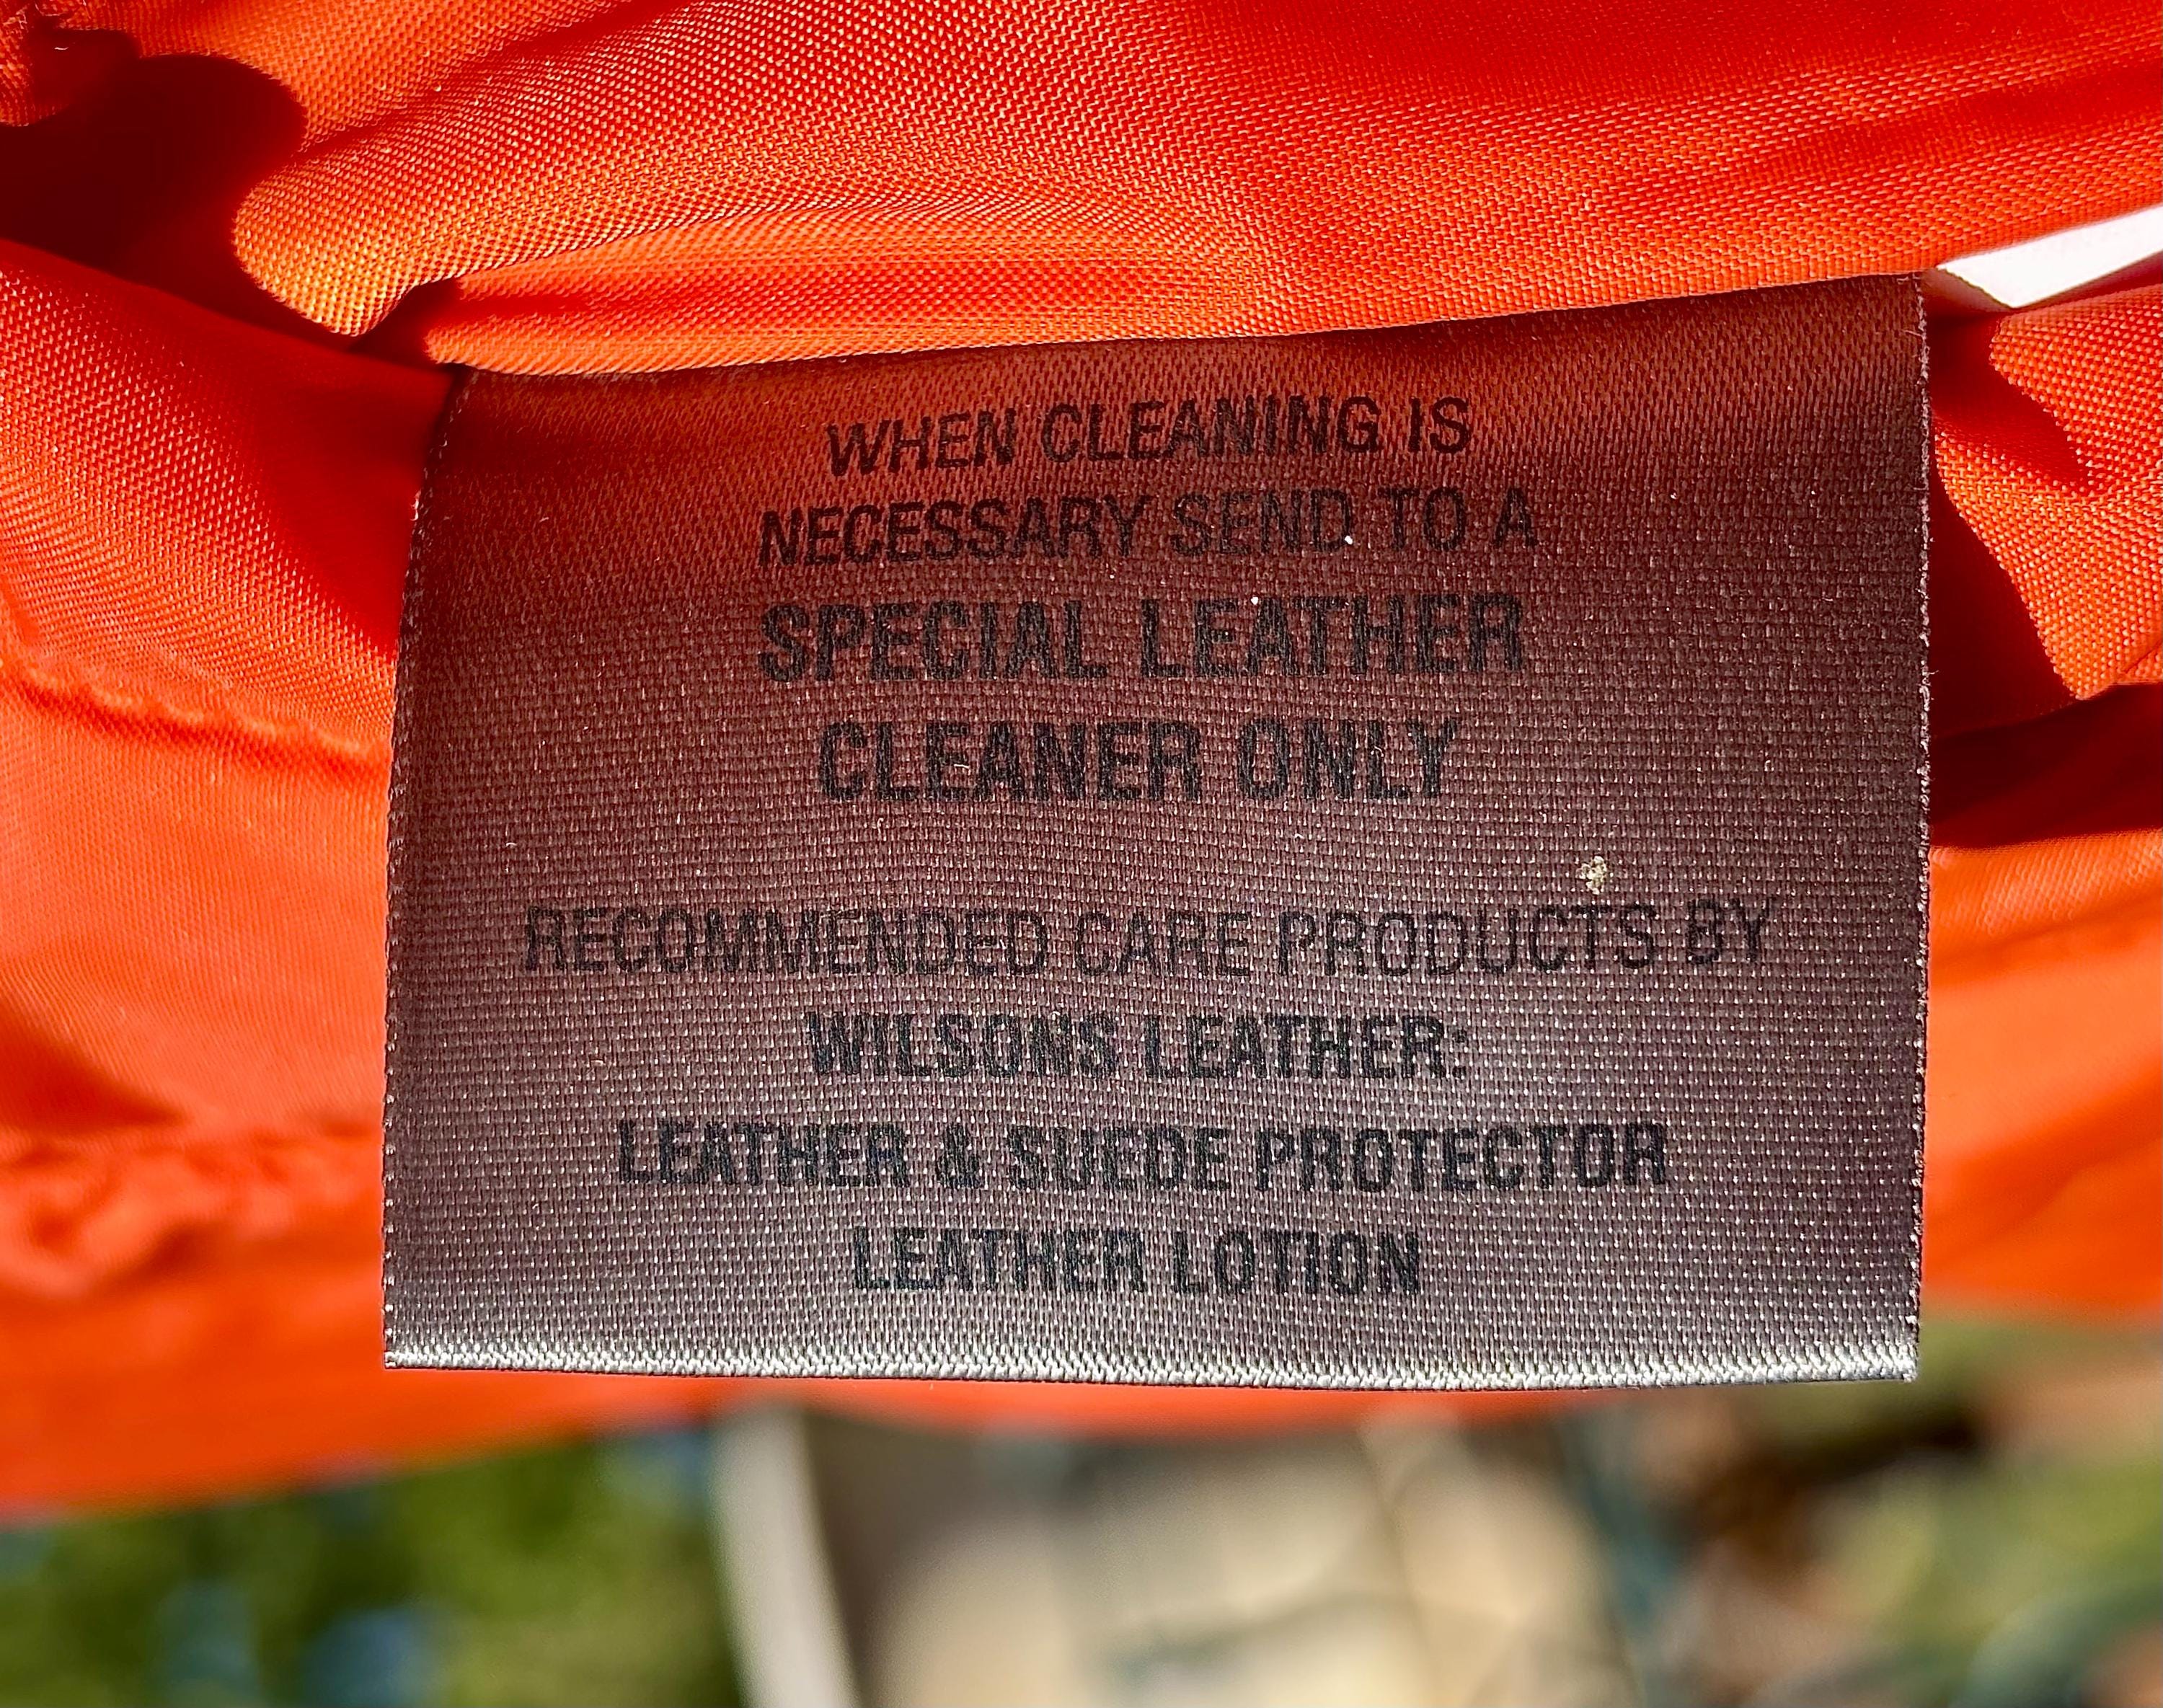 WHEN CLEANING IS
NECESSARY SEND TO A
SPECIAL LEATHER
CLEANER ONLY
RECOMMENDED CARE PRODUCTS BY
WILSONS LEATHER:
LEATHER & SUEDE PROTECTOR
LEATHER LOTION